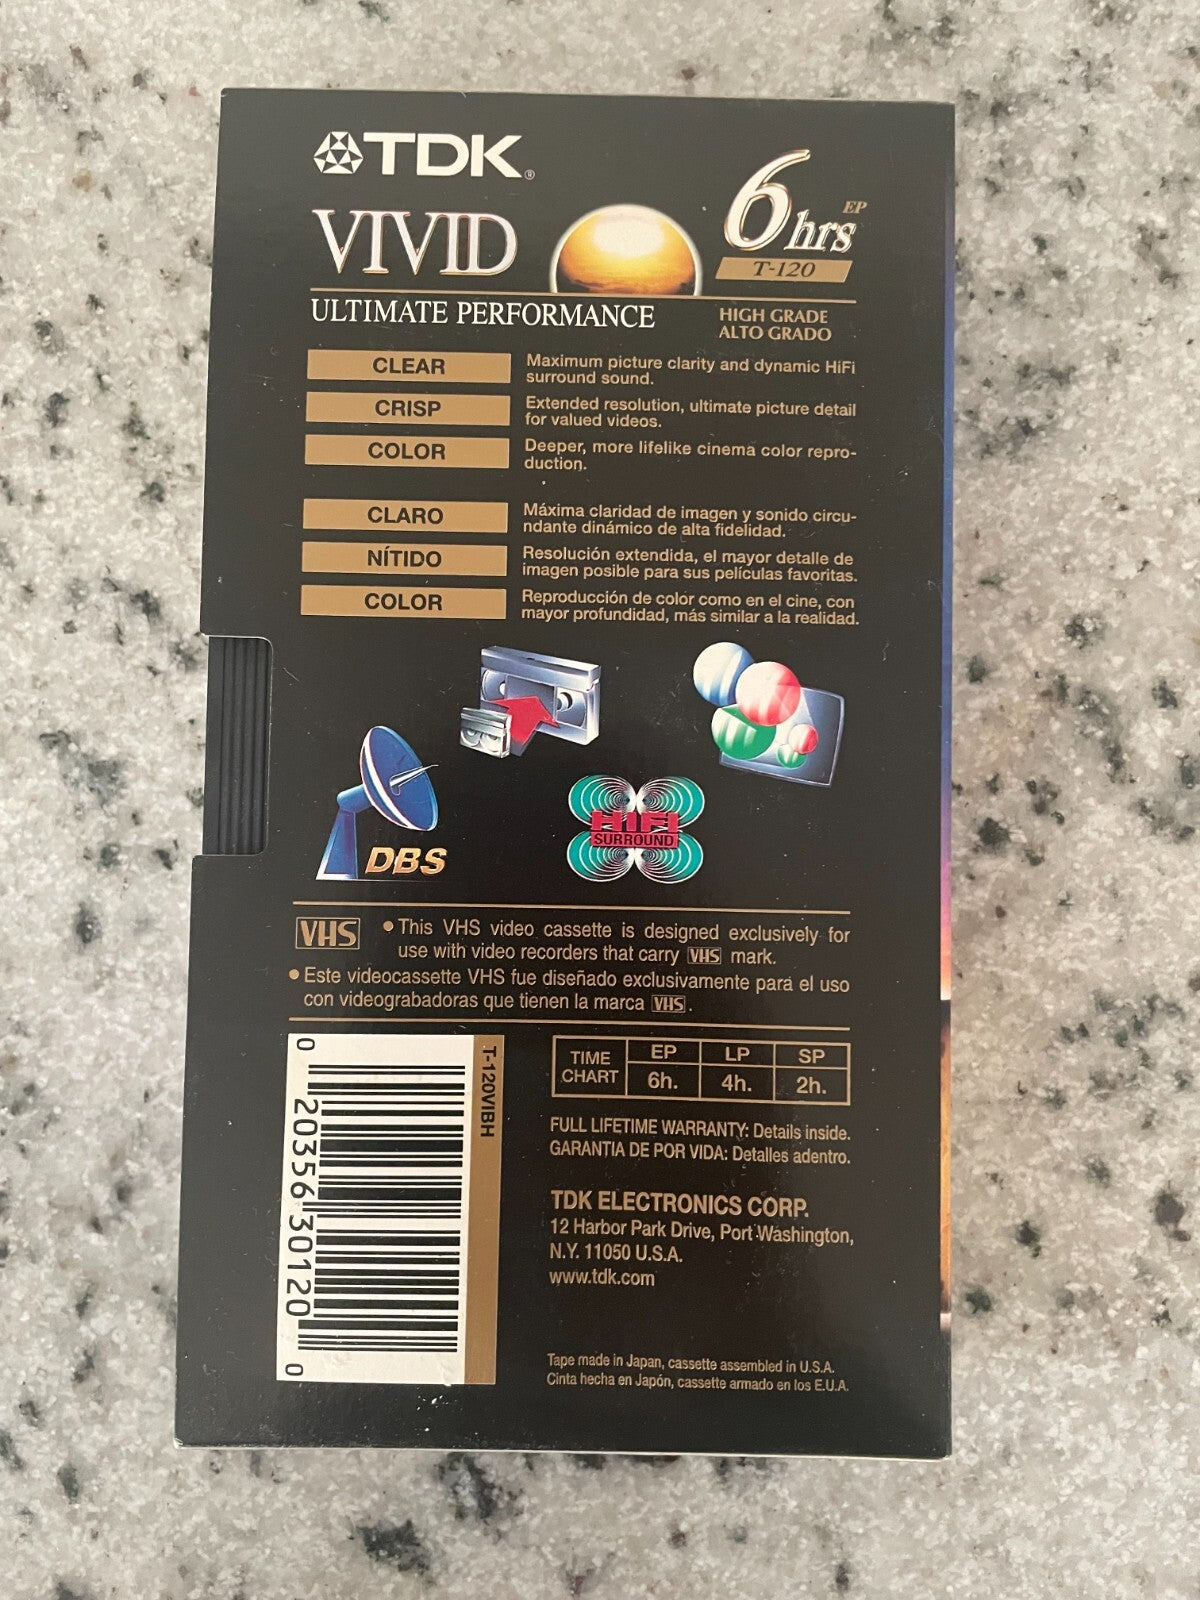 TDK®
VIVID
6hrs EP
T-120
ULTIMATE PERFORMANCE
HIGH GRADE
ALTO GRADO
CLEAR
Maximum picture clarity and dynamic HiFi
surround sound.
CRISP
Extended resolution, ultimate picture detail
for valued videos.
COLOR
Deeper, more lifelike cinema color repro-
duction.
CLARO
Máxima claridad de imagen y sonido circu-
ndante dinámico de alta fidelidad.
NÍTIDO
Resolución extendida, el mayor detalle de
imagen posible para sus películas favoritas.
COLOR
Reproducción de color como en el cine, con
mayor profundidad, más similar a la realidad.
DBS
HiFi
SURROUND
VHS
● This VHS video cassette is designed exclusively for
use with video recorders that carry VHS mark.
● Este videocassette VHS fue diseñado exclusivamente para el uso
con videograbadoras que tienen la marca VHS.
T-120VIBH
0 20356 30120 0
TIME CHART EP LP SP
6h. 4h. 2h.
FULL LIFETIME WARRANTY: Details inside.
GARANTIA DE POR VIDA: Detalles adentro.
TDK ELECTRONICS CORP.
12 Harbor Park Drive, Port Washington,
N.Y. 11050 U.S.A.
www.tdk.com
Tape made in Japan, cassette assembled in U.S.A.
Cinta hecha en Japón, cassette armado en los E.U.A.